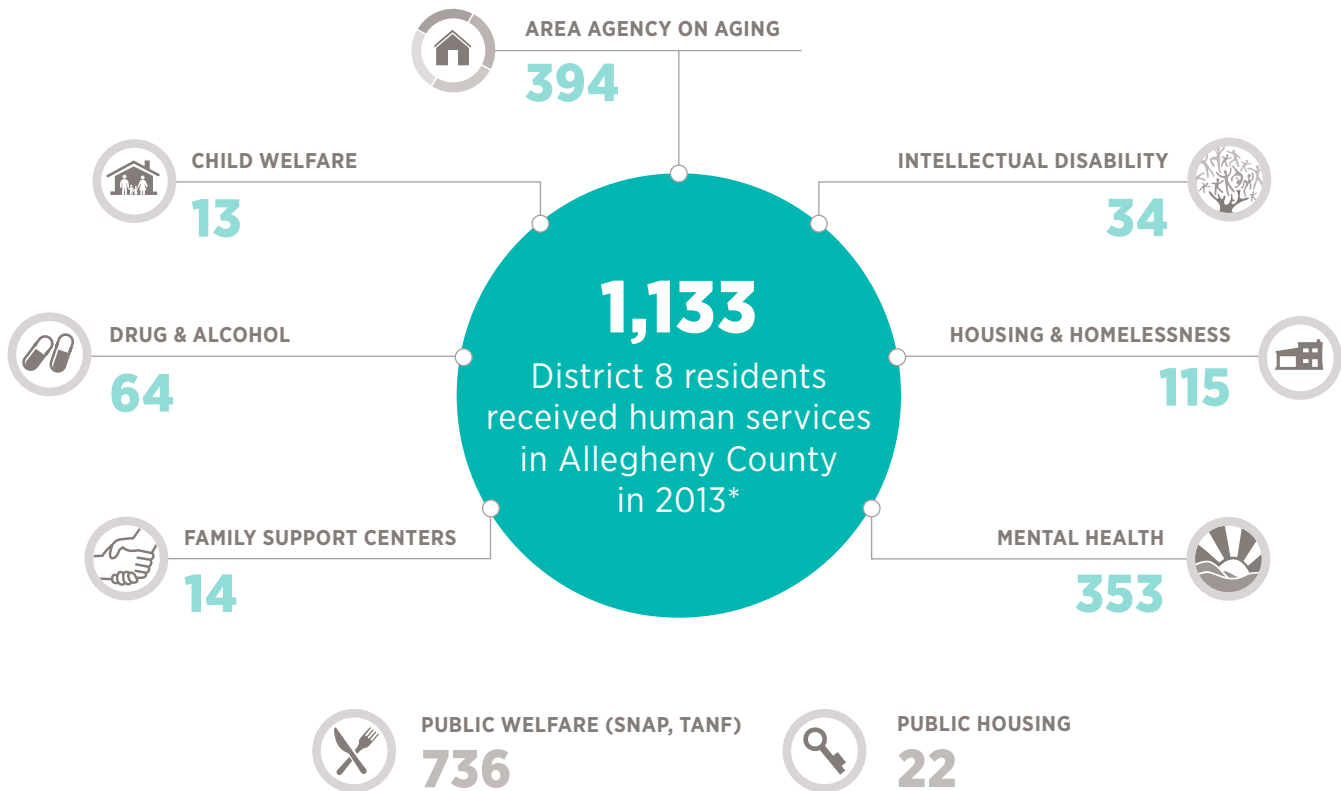 AREA AGENCY ON AGING
394
CHILD WELFARE
13
INTELLECTUAL DISABILITY
34
1,133
District 8 residents
received human services
in Allegheny County
in 2013*
DRUG & ALCOHOL
64
HOUSING & HOMELESSNESS
115
FAMILY SUPPORT CENTERS
14
MENTAL HEALTH
353
PUBLIC WELFARE (SNAP, TANF)
736
PUBLIC HOUSING
22